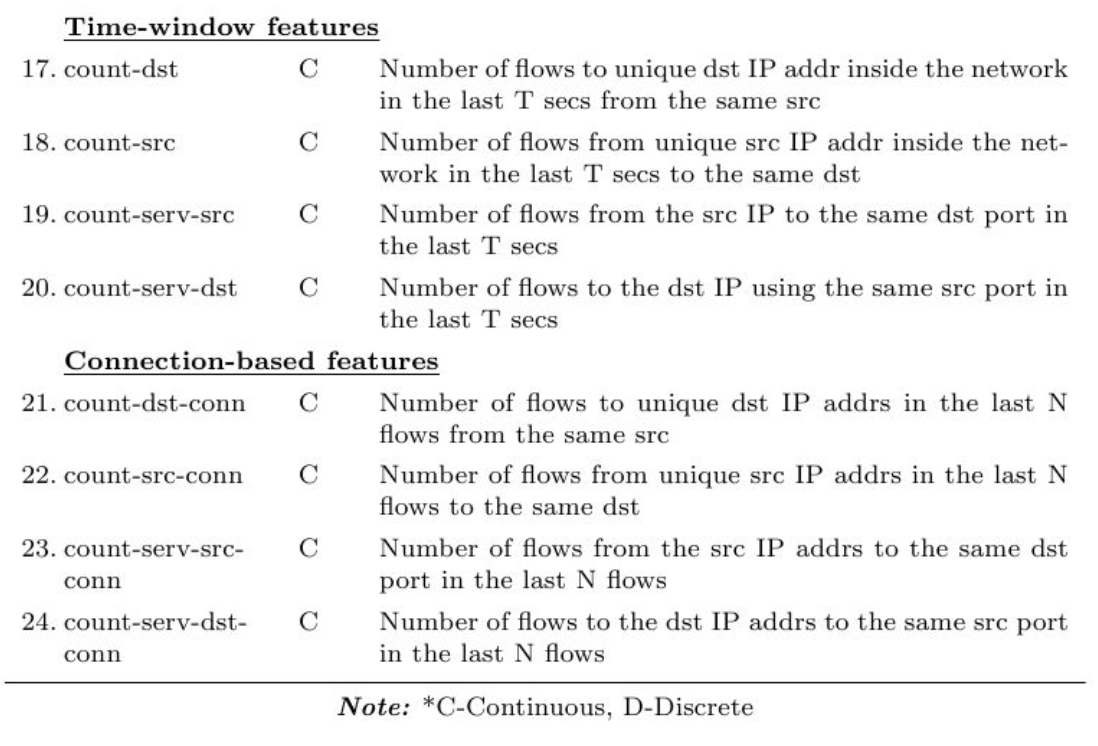 Time-window features
17. count-dst C Number of flows to unique dst IP addr inside the network
in the last T secs from the same src
18. count-src C Number of flows from unique src IP addr inside the net-
work in the last T secs to the same dst
19. count-serv-src C Number of flows from the src IP to the same dst port in
the last T secs
20. count-serv-dst C Number of flows to the dst IP using the same src port in
the last T secs
Connection-based features
21. count-dst-conn C Number of flows to unique dst IP addrs in the last N
flows from the same src
22. count-src-conn C Number of flows from unique src IP addrs in the last N
flows to the same dst
23. count-serv-src- C Number of flows from the src IP addrs to the same dst
conn port in the last N flows
24. count-serv-dst- C Number of flows to the dst IP addrs to the same src port
conn in the last N flows
Note: *C-Continuous, D-Discrete